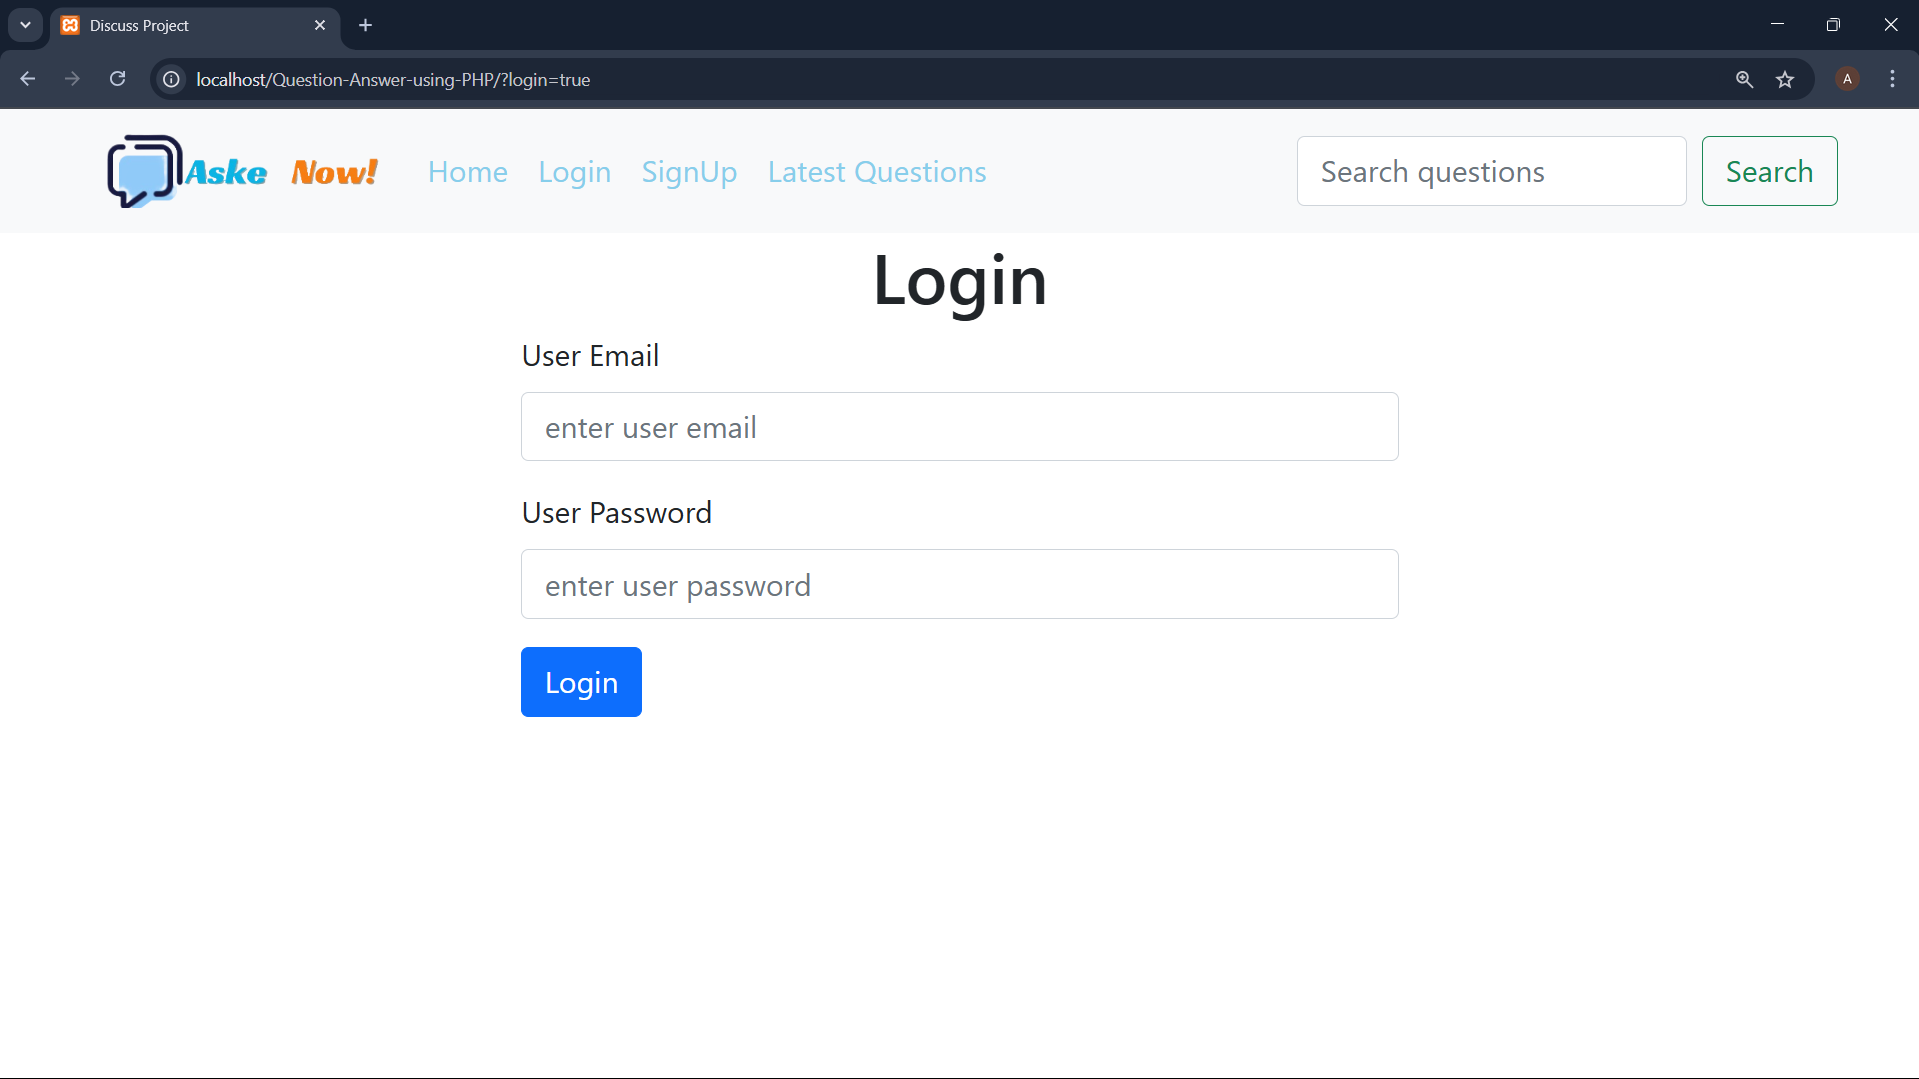 Discuss Project
localhost/Question-Answer-using-PHP/?login=true
A
Aske Now! Home Login SignUp Latest Questions Search questions Search
Login
User Email
enter user email
User Password
enter user password
Login